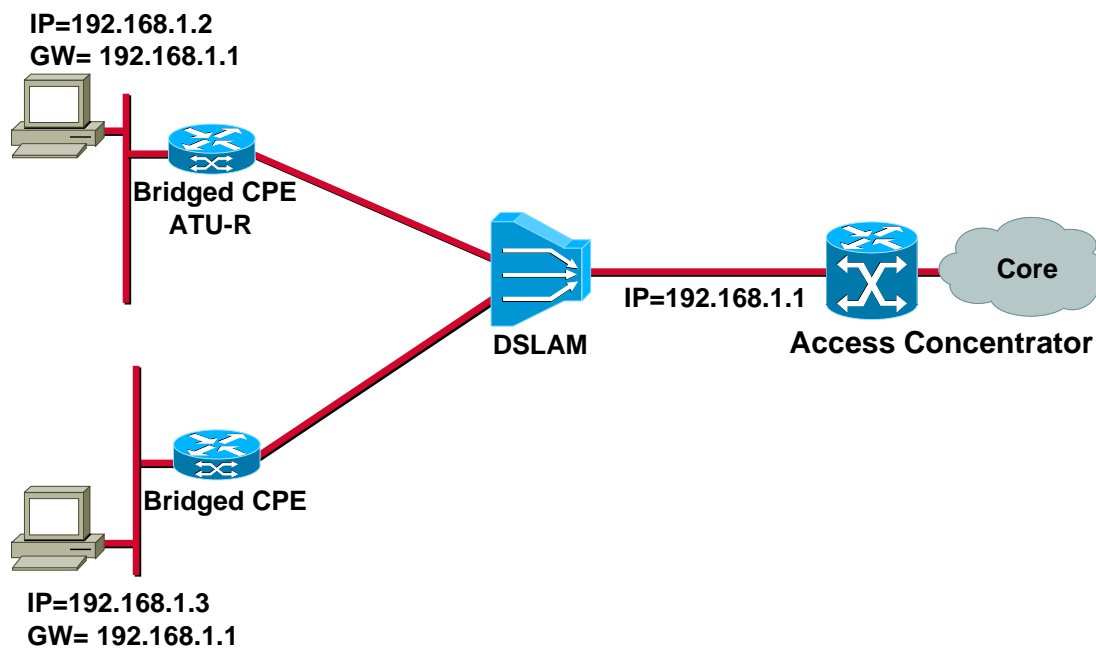 IP=192.168.1.2
GW= 192.168.1.1
Bridged CPE
ATU-R
DSLAM
IP=192.168.1.1
Core
Access Concentrator
Bridged CPE
IP=192.168.1.3
GW= 192.168.1.1